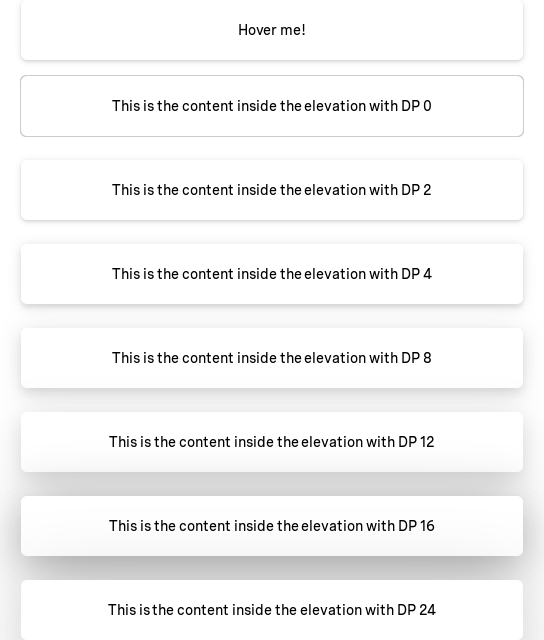 Hover me!
This is the content inside the elevation with DP 0
This is the content inside the elevation with DP 2
This is the content inside the elevation with DP 4
This is the content inside the elevation with DP 8
This is the content inside the elevation with DP 12
This is the content inside the elevation with DP 16
This is the content inside the elevation with DP 24